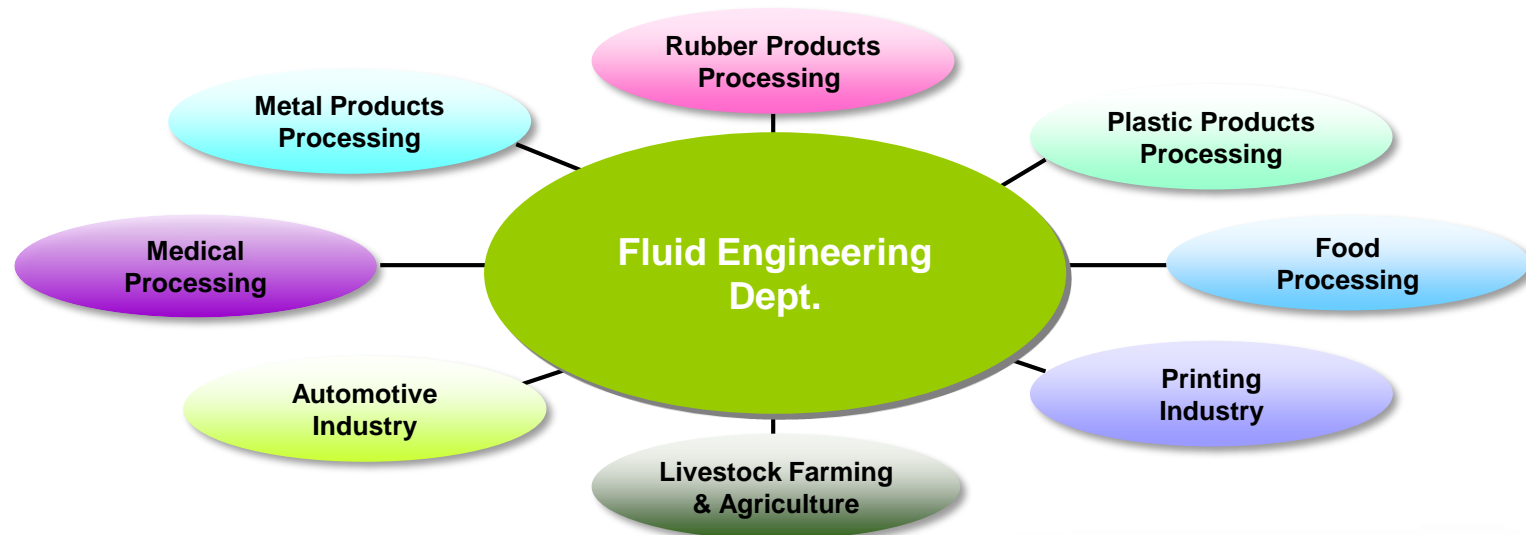 Rubber Products
Processing
Metal Products
Processing
Plastic Products
Processing
Medical
Processing
Fluid Engineering
Dept.
Food
Processing
Automotive
Industry
Printing
Industry
Livestock Farming
& Agriculture